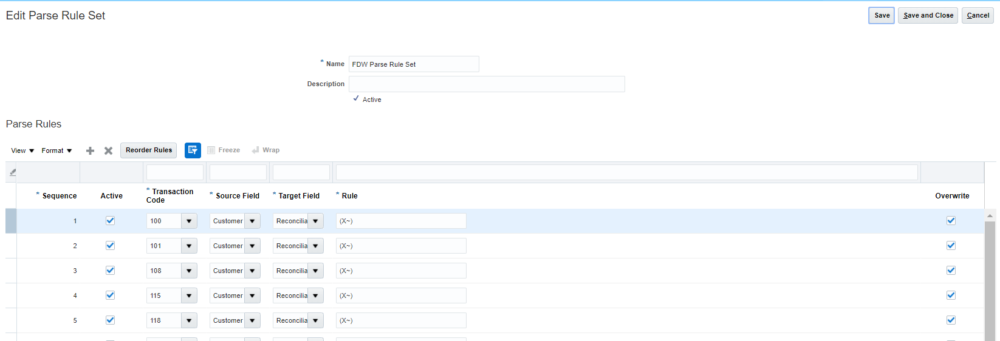 Edit Parse Rule Set
Save Save and Close Cancel
* Name FDW Parse Rule Set
Description
Active
Parse Rules
View Format Reorder Rules Freeze Wrap
* Sequence Active * Transaction Code * Source Field * Target Field * Rule Overwrite
1 100 Customer Reconcilia (X~)
2 101 Customer Reconcilia (X~)
3 108 Customer Reconcilia (X~)
4 115 Customer Reconcilia (X~)
5 118 Customer Reconcilia (X~)